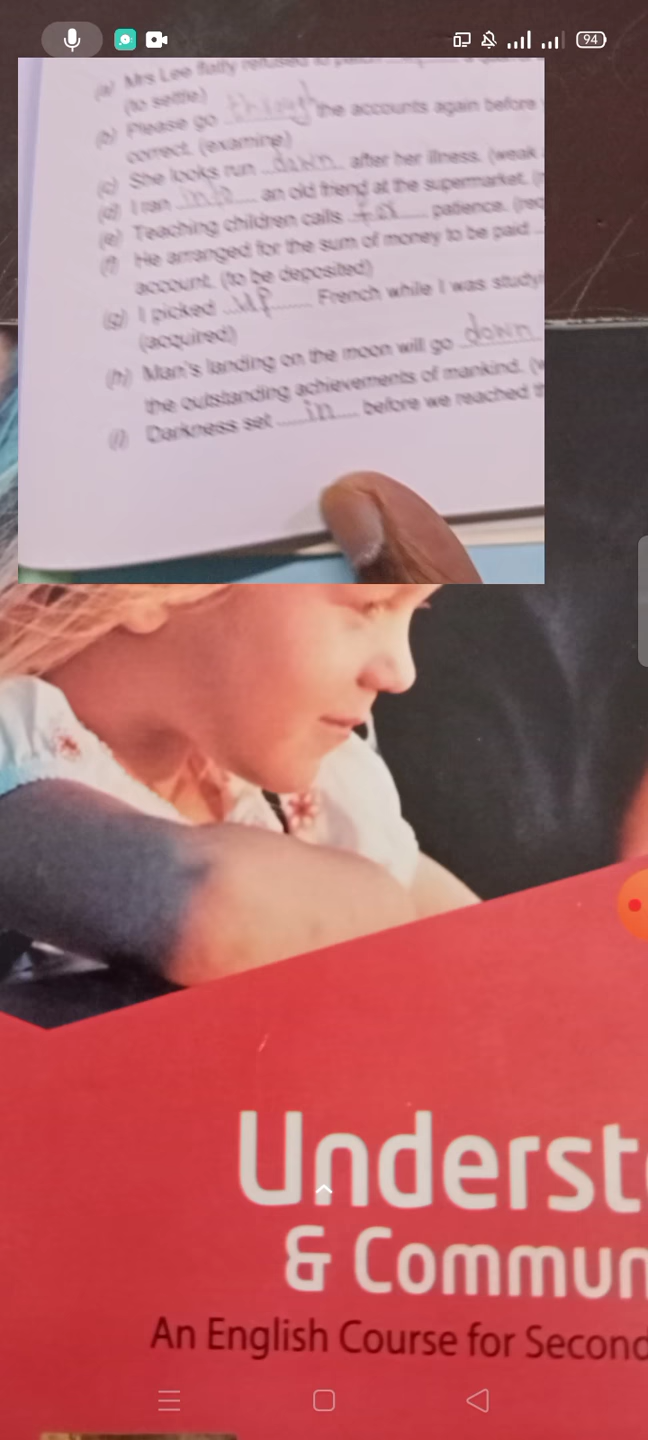 94
(a) Mrs Lee flatly refused to patch
(to settle)
(b) Please go through the accounts again before
correct. (examine)
(c) She looks run down after her illness. (weak
(d) I ran into an old friend at the supermarket.
(e) Teaching children calls for patience.
(f) He arranged for the sum of money to be paid
account. (to be deposited)
(g) I picked up French while I was
(acquired)
(h) Man's landing on the moon will go down
the outstanding achievements of mankind.
(i) Darkness set in before we reached
Underst
& Commun
An English Course for Second